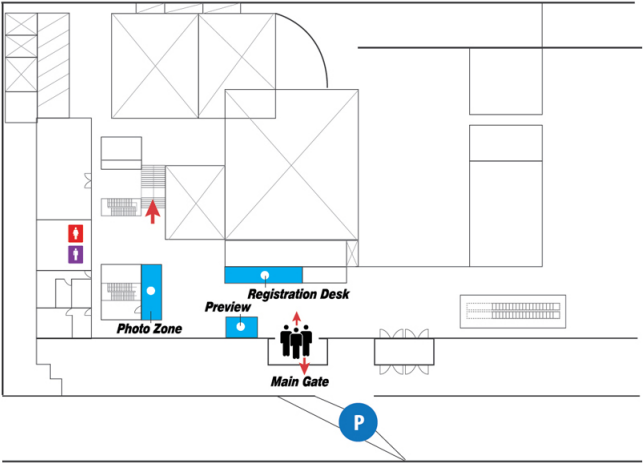 Registration Desk
Preview
Photo Zone
Main Gate
P